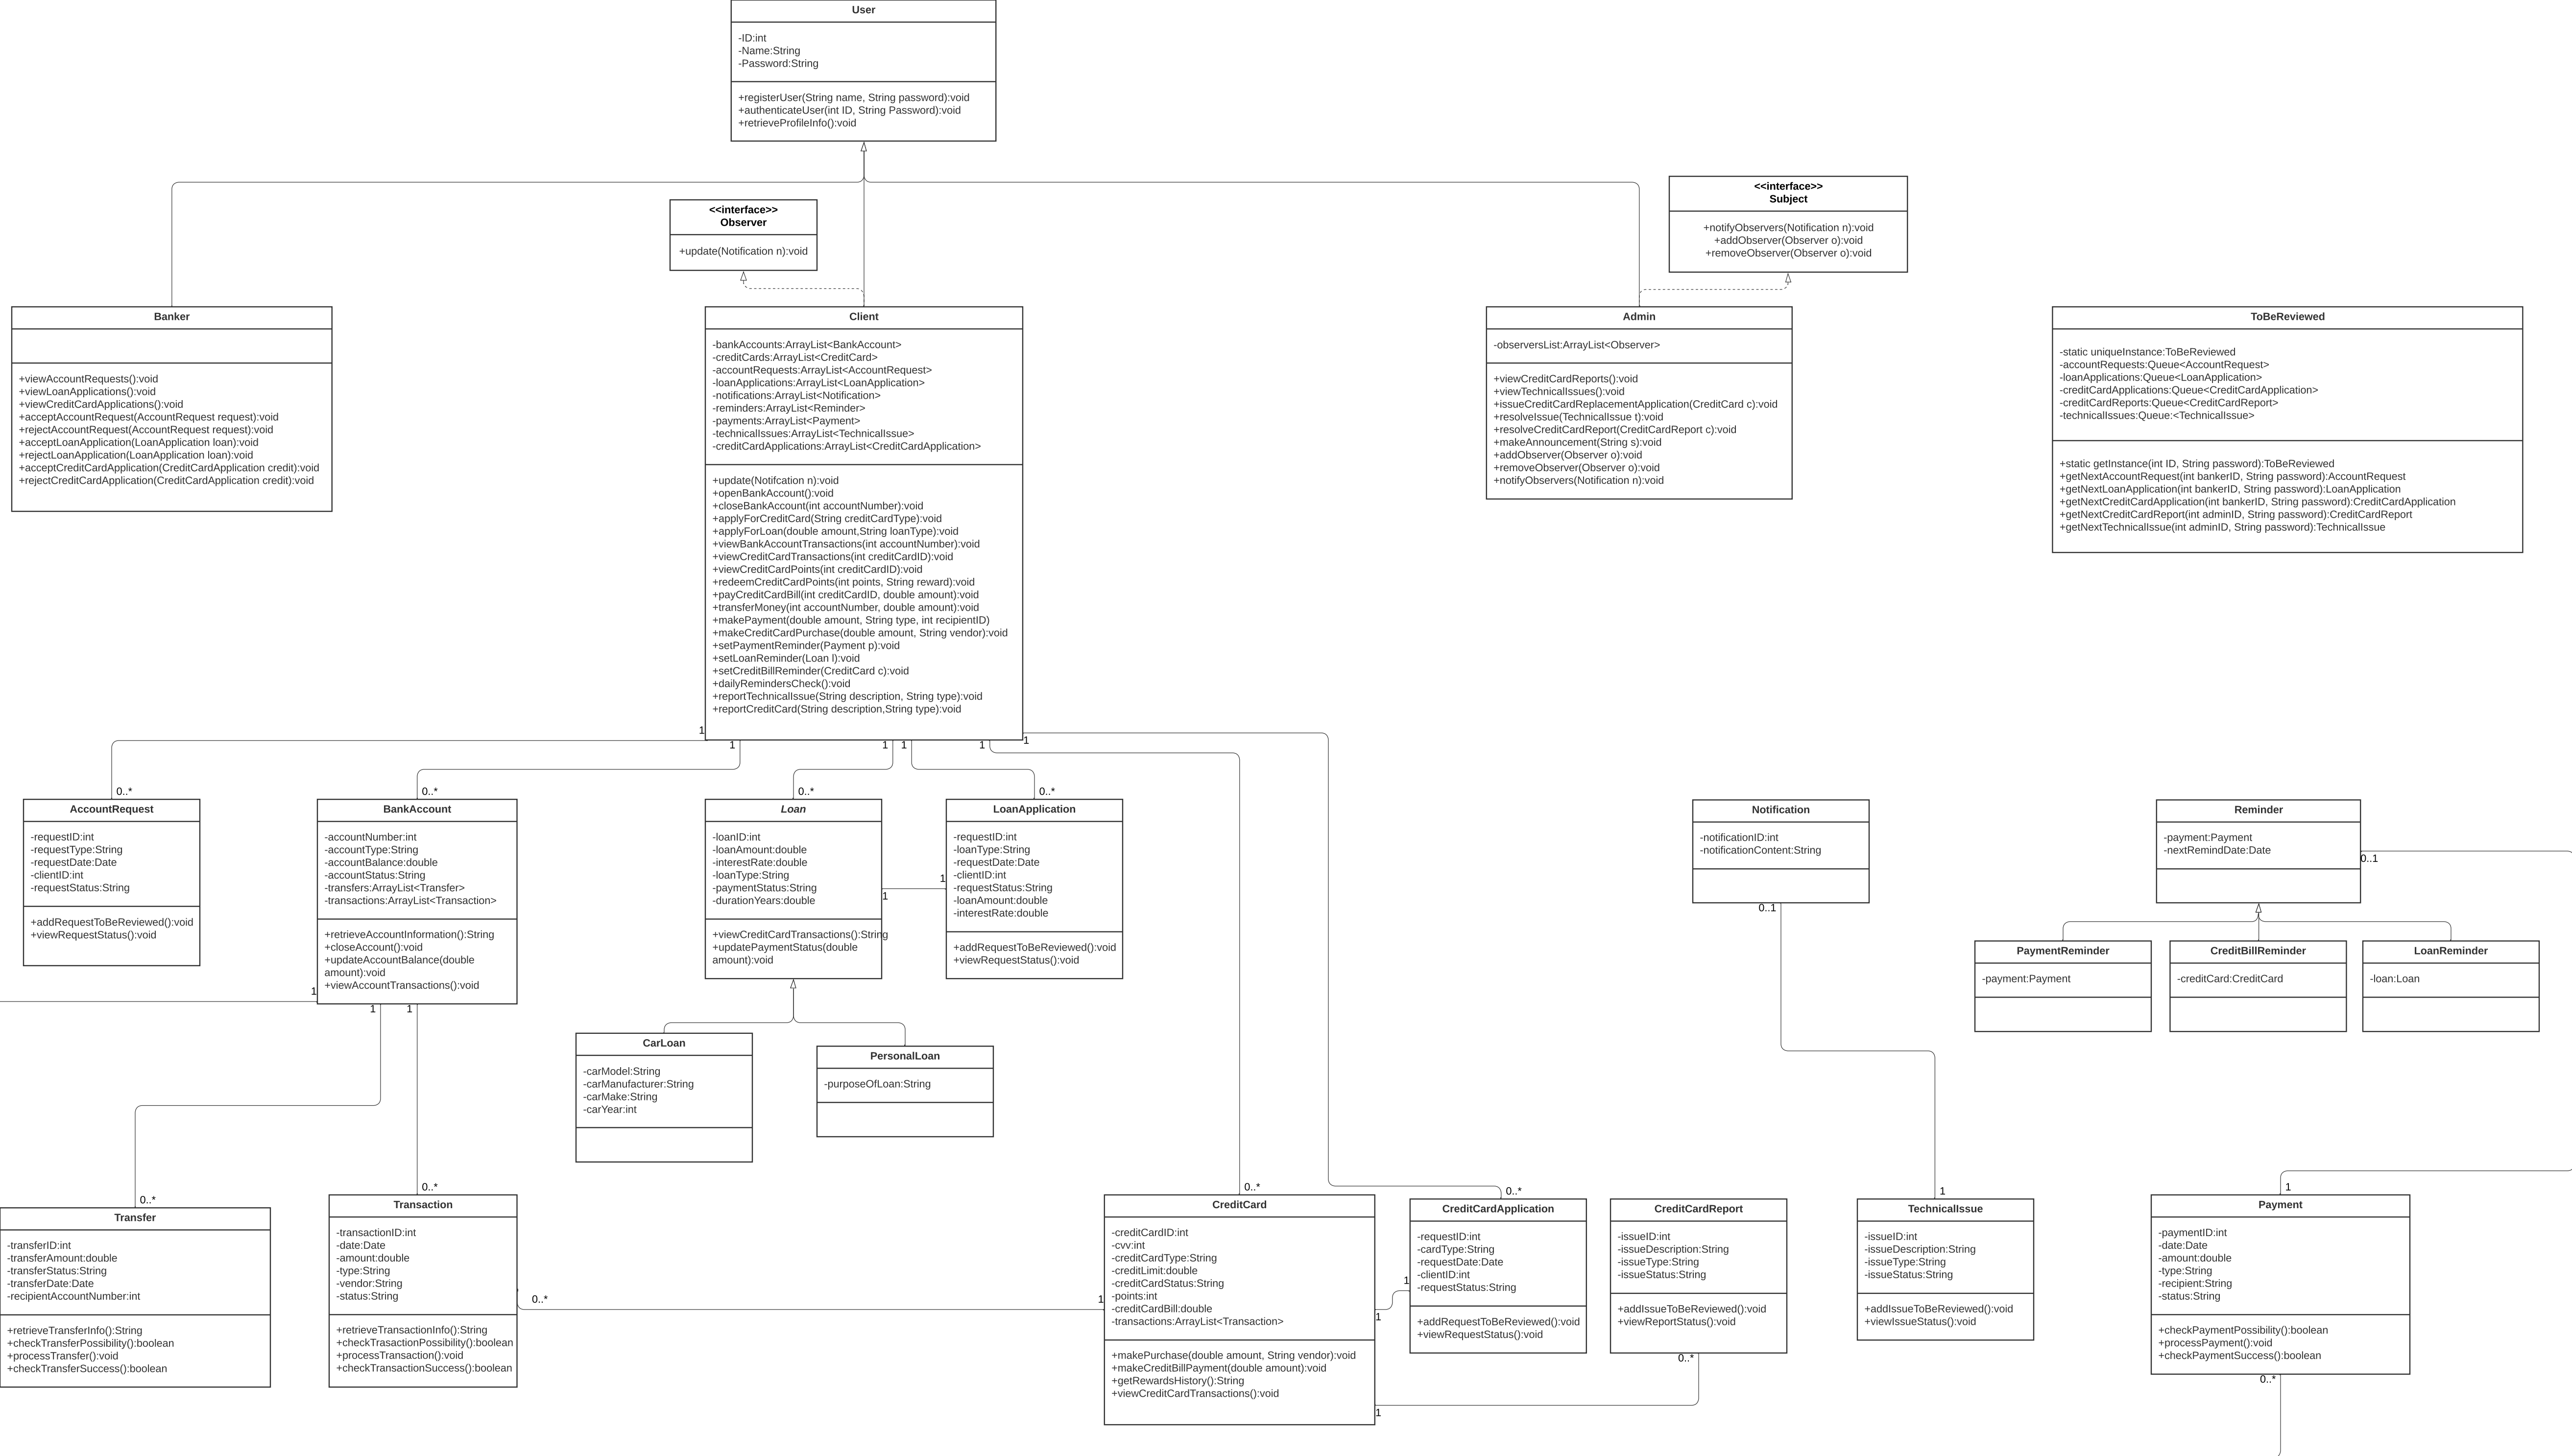 User
-ID:int
-Name:String
-Password:String
+registerUser(String name, String password):void
+authenticateUser(int ID, String Password):void
+retrieveProfileInfo():void
<<interface>>
Observer
+update(Notification n):void
<<interface>>
Subject
+notifyObservers(Notification n):void
+addObserver(Observer o):void
+removeObserver(Observer o):void
Banker
+viewAccountRequests():void
+viewLoanApplications():void
+viewCreditCardApplications():void
+acceptAccountRequest(AccountRequest request):void
+rejectAccountRequest(AccountRequest request):void
+acceptLoanApplication(LoanApplication loan):void
+rejectLoanApplication(LoanApplication loan):void
+acceptCreditCardApplication(CreditCardApplication credit):void
+rejectCreditCardApplication(CreditCardApplication credit):void
Client
-bankAccounts:ArrayList<BankAccount>
-creditCards:ArrayList<CreditCard>
-accountRequests:ArrayList<AccountRequest>
-loanApplications:ArrayList<LoanApplication>
-notifications:ArrayList<Notification>
-reminders:ArrayList<Reminder>
-payments:ArrayList<Payment>
-technicalIssues:ArrayList<TechnicalIssue>
-creditCardApplications:ArrayList<CreditCardApplication>
+update(Notifcation n):void
+openBankAccount():void
+closeBankAccount(int accountNumber):void
+applyForCreditCard(String creditCardType):void
+applyForLoan(double amount,String loanType):void
+viewBankAccountTransactions(int accountNumber):void
+viewCreditCardTransactions(int creditCardID):void
+viewCreditCardPoints(int creditCardID):void
+redeemCreditCardPoints(int points, String reward):void
+payCreditCardBill(int creditCardID, double amount):void
+transferMoney(int accountNumber, double amount):void
+makePayment(double amount, String type, int recipientID)
+makeCreditCardPurchase(double amount, String vendor):void
+setPaymentReminder(Payment p):void
+setLoanReminder(Loan l):void
+setCreditBillReminder(CreditCard c):void
+dailyRemindersCheck():void
+reportTechnicalIssue(String description, String type):void
+reportCreditCard(String description,String type):void
Admin
-observersList:ArrayList<Observer>
+viewCreditCardReports():void
+viewTechnicalIssues():void
+issueCreditCardReplacementApplication(CreditCard c):void
+resolveIssue(TechnicalIssue t):void
+resolveCreditCardReport(CreditCardReport c):void
+makeAnnouncement(String s):void
+addObserver(Observer o):void
+removeObserver(Observer o):void
+notifyObservers(Notification n):void
ToBeReviewed
-static uniqueInstance:ToBeReviewed
-accountRequests:Queue<AccountRequest>
-loanApplications:Queue<LoanApplication>
-creditCardApplications:Queue<CreditCardApplication>
-creditCardReports:Queue<CreditCardReport>
-technicalIssues:Queue:<TechnicalIssue>
+static getInstance(int ID, String password):ToBeReviewed
+getNextAccountRequest(int bankerID, String password):AccountRequest
+getNextLoanApplication(int bankerID, String password):LoanApplication
+getNextCreditCardApplication(int bankerID, String password):CreditCardApplication
+getNextCreditCardReport(int adminID, String password):CreditCardReport
+getNextTechnicalIssue(int adminID, String password):TechnicalIssue
1
1
1
1
1
1
0..*
0..*
0..*
0..*
AccountRequest
-requestID:int
-requestType:String
-requestDate:Date
-clientID:int
-requestStatus:String
+addRequestToBeReviewed():void
+viewRequestStatus():void
BankAccount
-accountNumber:int
-accountType:String
-accountBalance:double
-accountStatus:String
-transfers:ArrayList<Transfer>
-transactions:ArrayList<Transaction>
+retrieveAccountInformation():String
+closeAccount():void
+updateAccountBalance(double
amount):void
+viewAccountTransactions():void
1
1
1
Loan
-loanID:int
-loanAmount:double
-interestRate:double
-loanType:String
-paymentStatus:String
-durationYears:double
+viewCreditCardTransactions():String
+updatePaymentStatus(double
amount):void
1
1
LoanApplication
-requestID:int
-loanType:String
-requestDate:Date
-clientID:int
-requestStatus:String
-loanAmount:double
-interestRate:double
+addRequestToBeReviewed():void
+viewRequestStatus():void
Notification
-notificationID:int
-notificationContent:String
0..1
Reminder
-payment:Payment
-nextRemindDate:Date
0..1
PaymentReminder
-payment:Payment
CreditBillReminder
-creditCard:CreditCard
LoanReminder
-loan:Loan
CarLoan
-carModel:String
-carManufacturer:String
-carMake:String
-carYear:int
PersonalLoan
-purposeOfLoan:String
0..*
Transfer
-transferID:int
-transferAmount:double
-transferStatus:String
-transferDate:Date
-recipientAccountNumber:int
+retrieveTransferInfo():String
+checkTransferPossibility():boolean
+processTransfer():void
+checkTransferSuccess():boolean
0..*
Transaction
-transactionID:int
-date:Date
-amount:double
-type:String
-vendor:String
-status:String
+retrieveTransactionInfo():String
+checkTrasactionPossibility():boolean
+processTransaction():void
+checkTransactionSuccess():boolean
0..*
1
0..*
CreditCard
-creditCardID:int
-cvv:int
-creditCardType:String
-creditLimit:double
-creditCardStatus:String
-points:int
-creditCardBill:double
-transactions:ArrayList<Transaction>
+makePurchase(double amount, String vendor):void
+makeCreditBillPayment(double amount):void
+getRewardsHistory():String
+viewCreditCardTransactions():void
1
1
1
0..*
CreditCardApplication
-requestID:int
-cardType:String
-requestDate:Date
-clientID:int
-requestStatus:String
+addRequestToBeReviewed():void
+viewRequestStatus():void
CreditCardReport
-issueID:int
-issueDescription:String
-issueType:String
-issueStatus:String
+addIssueToBeReviewed():void
+viewReportStatus():void
0..*
1
TechnicalIssue
-issueID:int
-issueDescription:String
-issueType:String
-issueStatus:String
+addIssueToBeReviewed():void
+viewIssueStatus():void
1
Payment
-paymentID:int
-date:Date
-amount:double
-type:String
-recipient:String
-status:String
+checkPaymentPossibility():boolean
+processPayment():void
+checkPaymentSuccess():boolean
0..*